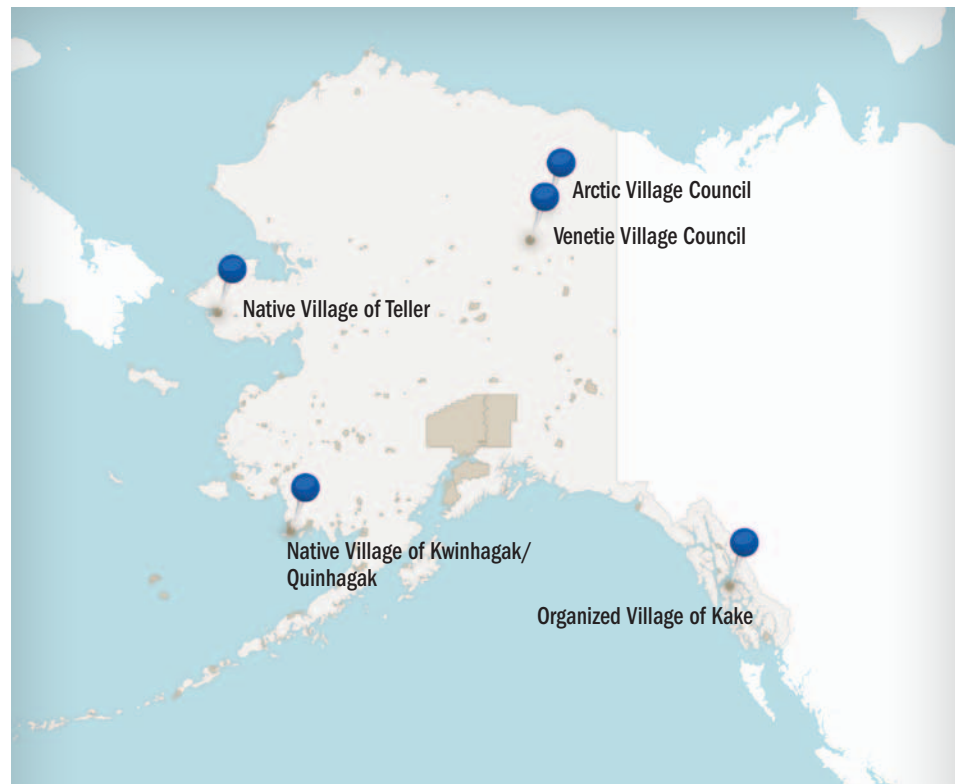 Arctic Village Council
Venetie Village Council
Native Village of Teller
Native Village of Kwinhagak/
Quinhagak
Organized Village of Kake